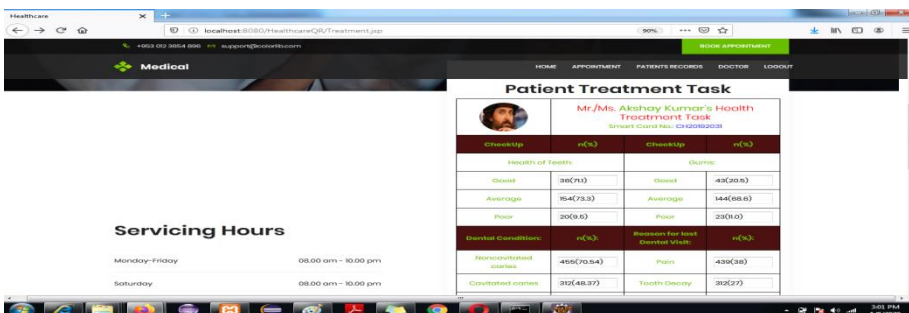 Healthcare
localhost:8080/HealthcareQR/Treatment.jsp
90%
+953 012 3654 896 support@colorlib.com
BOOK APPOINTMENT
Medical
HOME APPOINTMENT PATIENTS RECORDS DOCTOR LOGOUT
Patient Treatment Task
Mr./Ms. Akshay Kumar's Health
Treatment Task
Smart Card No.: CH20192031
CheckUp n(%) CheckUp n(%)
Health of Teeth: Gums:
Good 36(71.1) Good 43(20.5)
Average 154(73.3) Average 144(68.6)
Poor 20(9.5) Poor 23(11.0)
Dental Condition: n(%): Reason for last Dental Visit: n(%):
Noncavitated caries 455(70.54) Pain 439(38)
Cavitated caries 312(48.37) Tooth Decay 312(27)
Servicing Hours
Monday-Friday 08.00 am - 10.00 pm
Saturday 08.00 am - 10.00 pm
3:01 PM